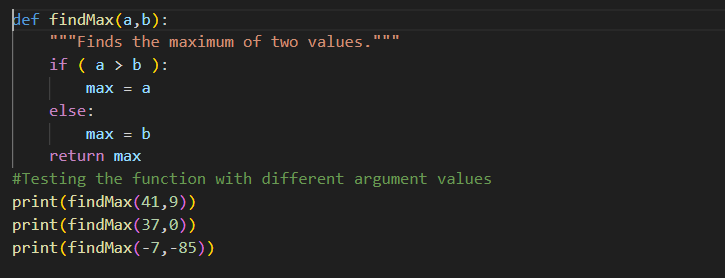 def findMax(a,b):
    """Finds the maximum of two values."""
    if ( a > b ):
        max = a
    else:
        max = b
    return max
#Testing the function with different argument values
print(findMax(41,9))
print(findMax(37,0))
print(findMax(-7,-85))